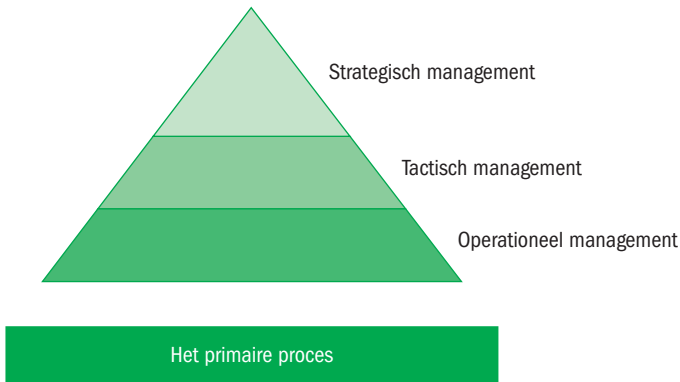 Strategisch management
Tactisch management
Operationeel management
Het primaire proces